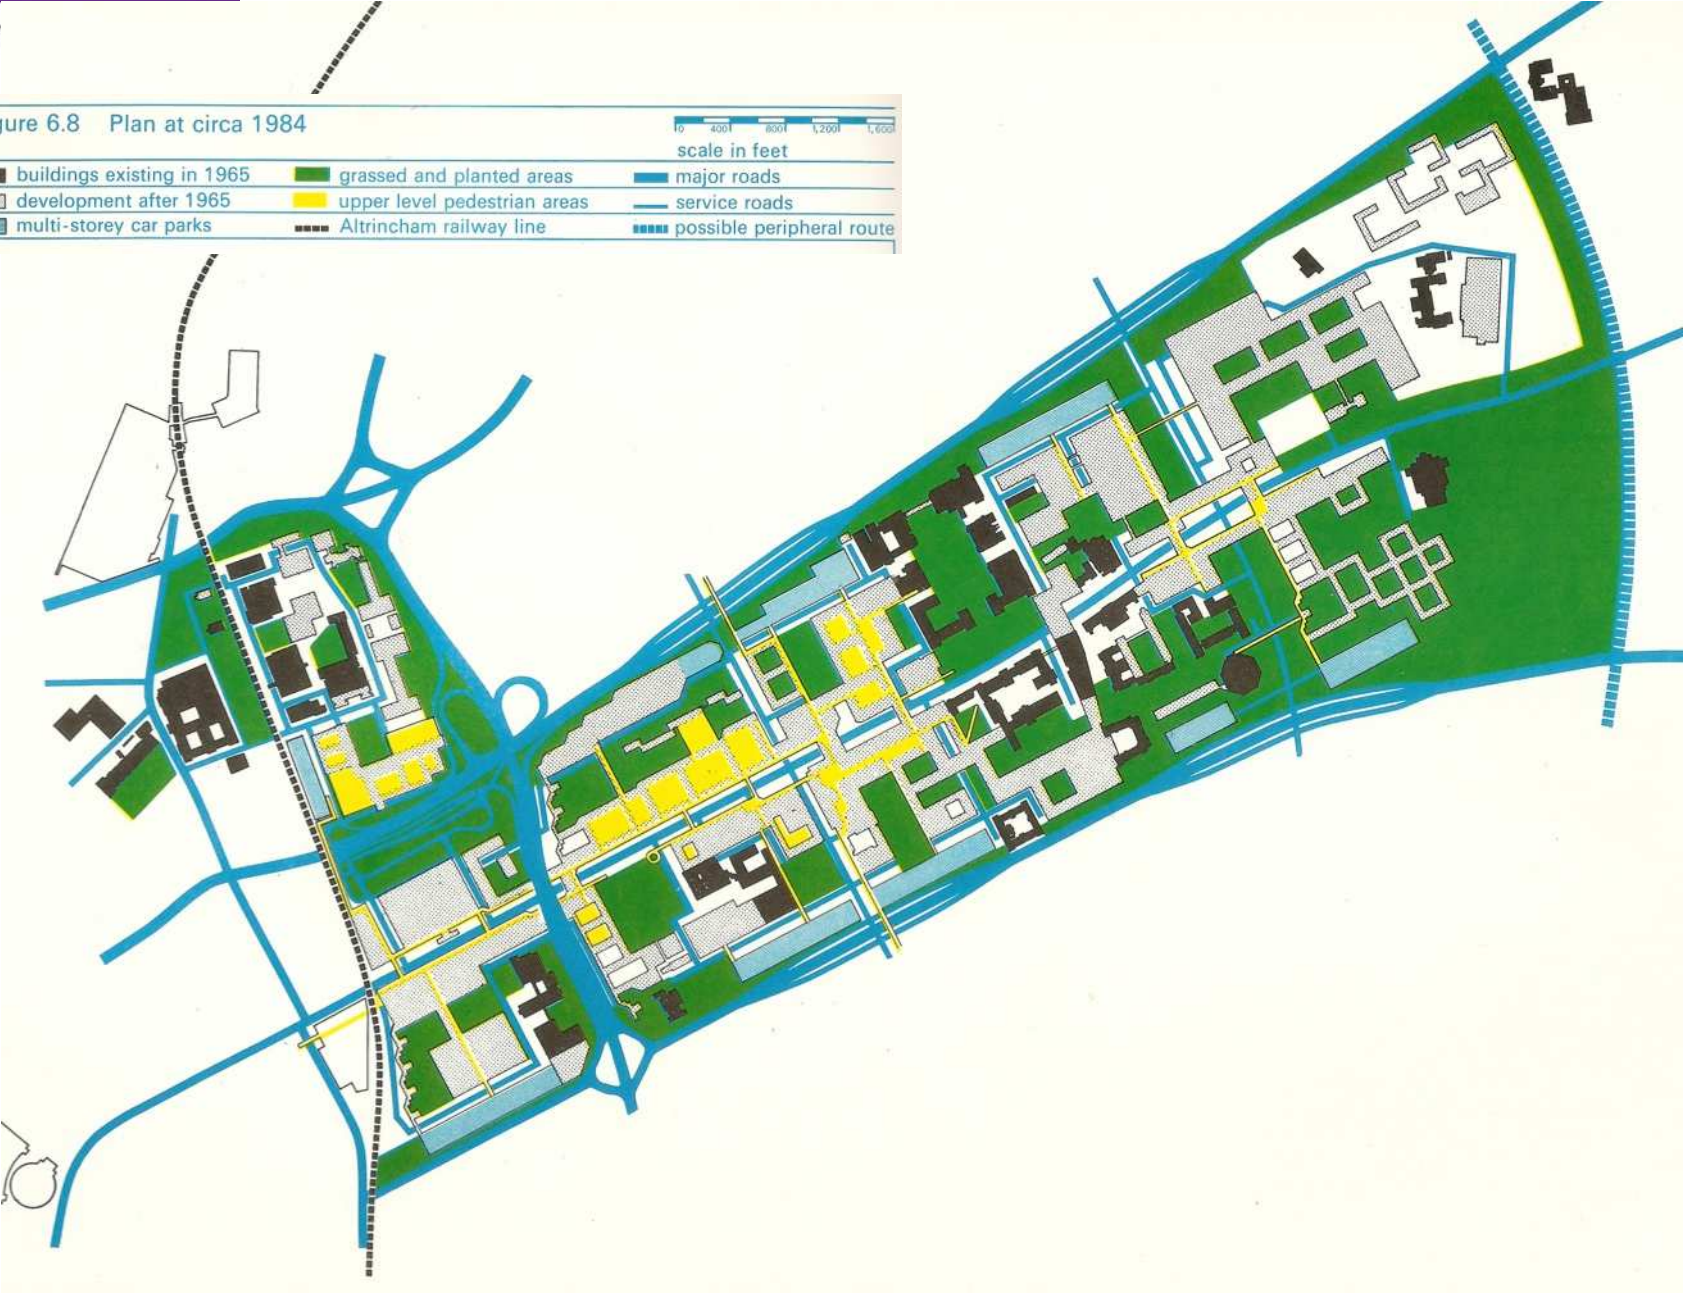 gure 6.8 Plan at circa 1984
0 400 800 1,200 1,600
scale in feet
buildings existing in 1965 grassed and planted areas major roads
development after 1965 upper level pedestrian areas service roads
multi-storey car parks Altrincham railway line possible peripheral route